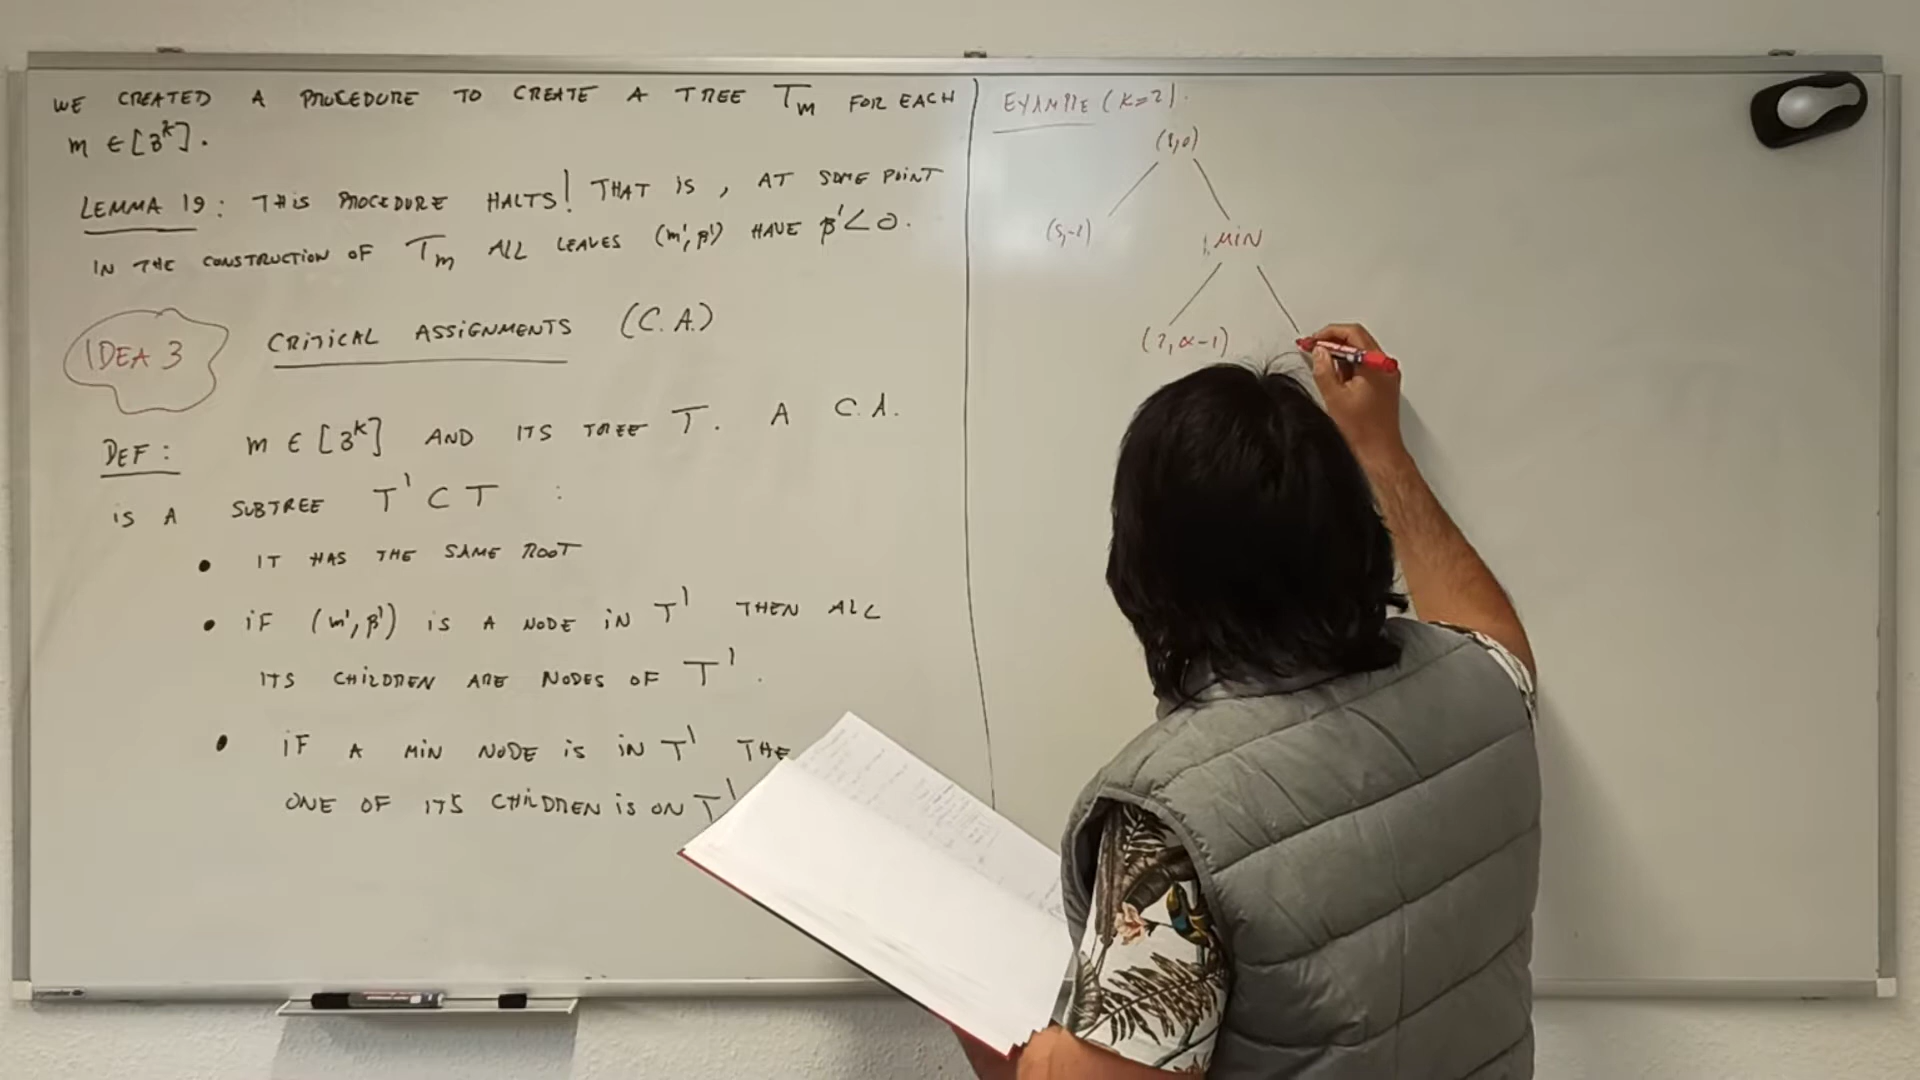 WE CREATED A PROCEDURE TO CREATE A TREE Tm FOR EACH
m ∈ [3^k].
LEMMA 19: THIS PROCEDURE HALTS! THAT IS, AT SOME POINT
IN THE CONSTRUCTION OF Tm ALL LEAVES (m', β') HAVE β' < 0.
IDEA 3 CRITICAL ASSIGNMENTS (C.A.)
DEF: m ∈ [3^k] AND ITS TREE T. A C.A.
IS A SUBTREE T' ⊂ T :
• IT HAS THE SAME ROOT
• IF (m', β') IS A NODE IN T' THEN ALL
ITS CHILDREN ARE NODES OF T'.
• IF A MIN NODE IS IN T' THE
ONE OF ITS CHILDREN IS ON T'
EXAMPLE (K=2).
(8,0)
MIN
(2, α-1)